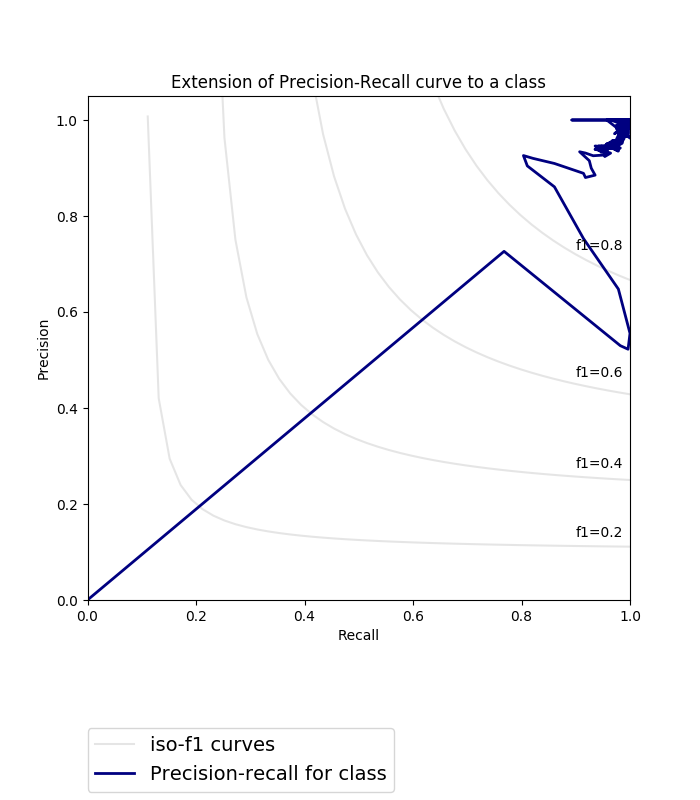 Extension of Precision-Recall curve to a class
1.0
0.8
0.6
0.4
0.2
0.0
Precision
f1=0.8
f1=0.6
f1=0.4
f1=0.2
0.0 0.2 0.4 0.6 0.8 1.0
Recall
iso-f1 curves
Precision-recall for class